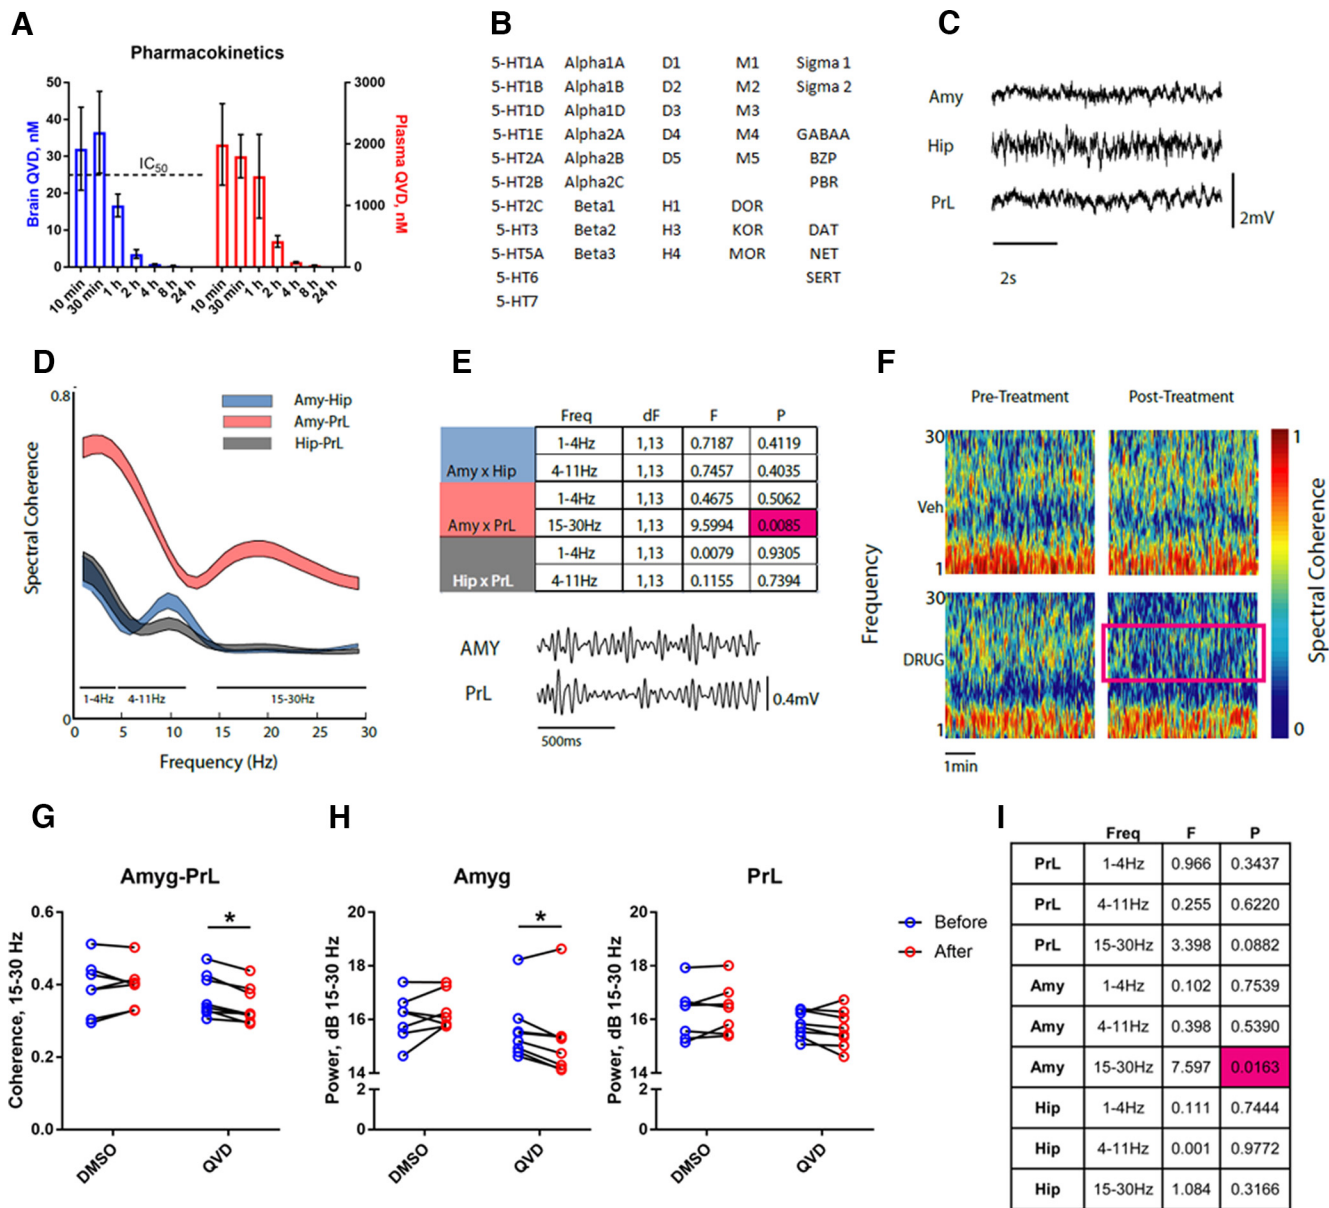 A
Pharmacokinetics
50
40
30
20
10
0
Brain QVD, nM
IC50
3000
2000
1000
0
Plasma QVD, nM
10 min
30 min
1 h
2 h
4 h
8 h
24 h
10 min
30 min
1 h
2 h
4 h
8 h
24 h
B
5-HT1A Alpha1A D1 M1 Sigma 1
5-HT1B Alpha1B D2 M2 Sigma 2
5-HT1D Alpha1D D3 M3
5-HT1E Alpha2A D4 M4 GABAA
5-HT2A Alpha2B D5 M5 BZP
5-HT2B Alpha2C PBR
5-HT2C Beta1 H1 DOR
5-HT3 Beta2 H3 KOR DAT
5-HT5A Beta3 H4 MOR NET
5-HT6 SERT
5-HT7
C
Amy
Hip
PrL
2mV
2s
D
0.8
0
Spectral Coherence
Amy-Hip
Amy-PrL
Hip-PrL
1-4Hz 4-11Hz 15-30Hz
0 5 10 15 20 25 30
Frequency (Hz)
E
Freq dF F P
1-4Hz 1,13 0.7187 0.4119
Amy x Hip 4-11Hz 1,13 0.7457 0.4035
1-4Hz 1,13 0.4675 0.5062
Amy x PrL 15-30Hz 1,13 9.5994 0.0085
1-4Hz 1,13 0.0079 0.9305
Hip x PrL 4-11Hz 1,13 0.1155 0.7394
AMY
PrL
0.4mV
500ms
F
Pre-Treatment Post-Treatment
30
Veh
1
30
DRUG
1
Frequency
1min
1
0
Spectral Coherence
G
Amyg-PrL
0.6
0.4
0.2
0.0
Coherence, 15-30 Hz
*
DMSO
QVD
H
Amyg
20
18
16
14
2
0
Power, dB 15-30 Hz
*
DMSO
QVD
PrL
20
18
16
14
2
0
Power, dB 15-30 Hz
DMSO
QVD
Before
After
I
Freq F P
PrL 1-4Hz 0.966 0.3437
PrL 4-11Hz 0.255 0.6220
PrL 15-30Hz 3.398 0.0882
Amy 1-4Hz 0.102 0.7539
Amy 4-11Hz 0.398 0.5390
Amy 15-30Hz 7.597 0.0163
Hip 1-4Hz 0.111 0.7444
Hip 4-11Hz 0.001 0.9772
Hip 15-30Hz 1.084 0.3166